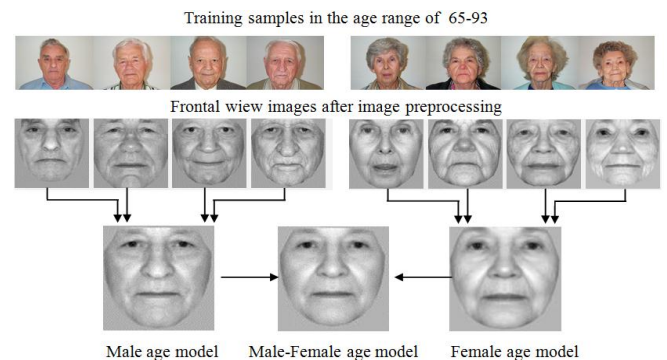 Training samples in the age range of 65-93
Frontal wiew images after image preprocessing
Male age model Male-Female age model Female age model